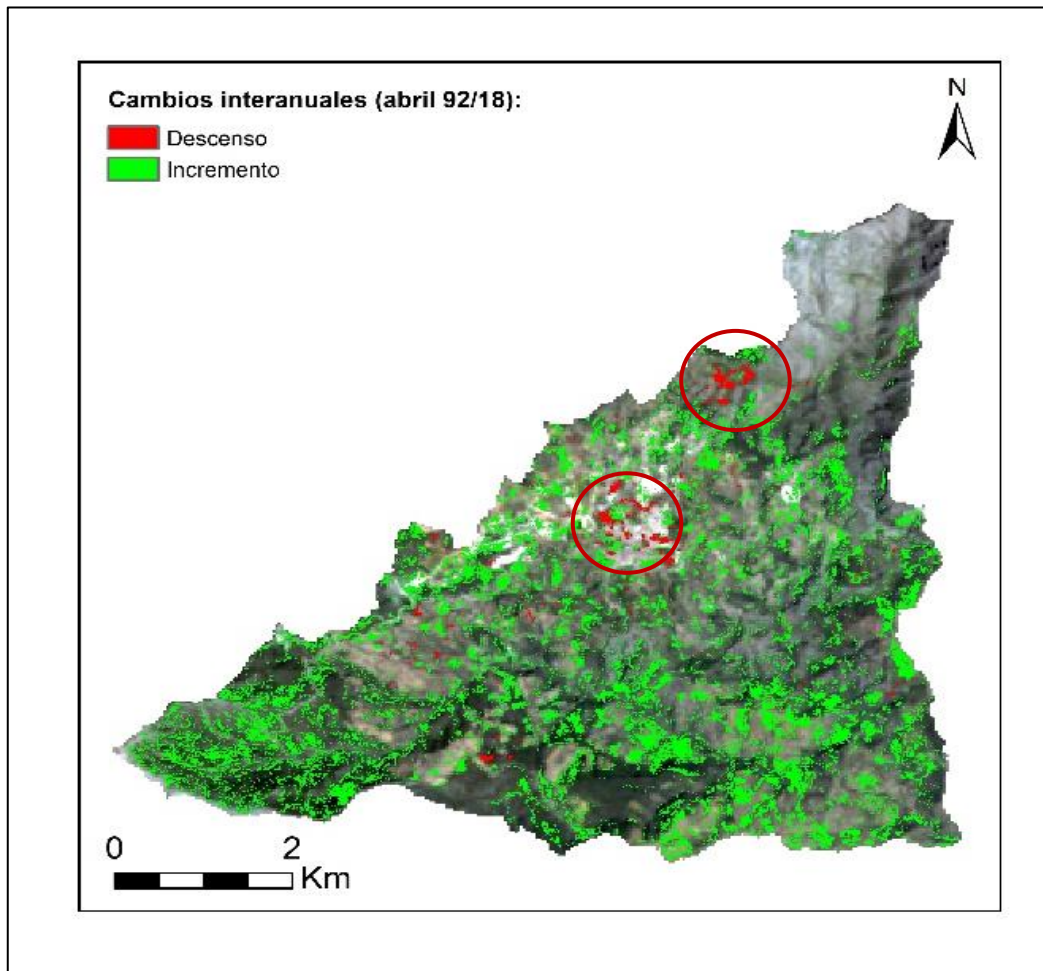 Cambios interanuales (abril 92/18):
N
Descenso
Incremento
0 2
Km